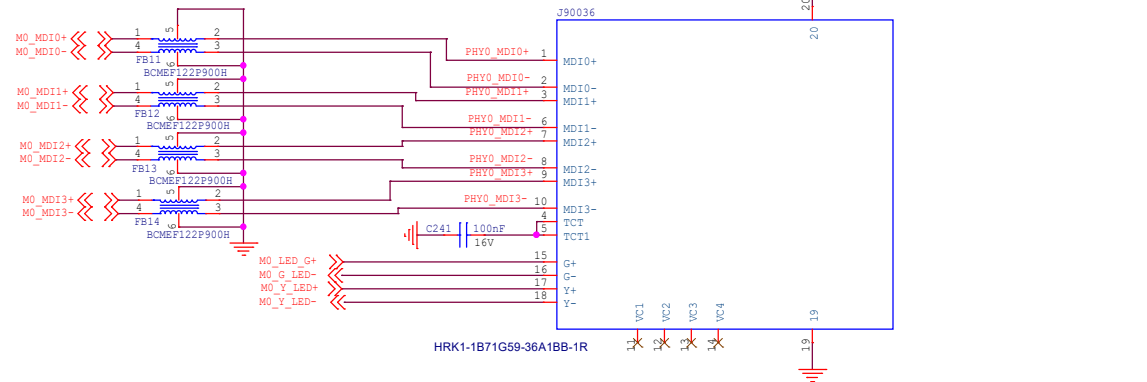 20
J90036
20
M0_MDI0+
1
5
2
PHY0_MDI0+
1
MDI0+
M0_MDI0-
4
3
FB11
6
BCMEF122P900H
PHY0_MDI0-
2
MDI0-
M0_MDI1+
1
5
2
PHY0_MDI1+
3
MDI1+
M0_MDI1-
4
3
FB12
6
BCMEF122P900H
PHY0_MDI1-
6
MDI1-
M0_MDI2+
1
5
2
PHY0_MDI2+
7
MDI2+
M0_MDI2-
4
3
PHY0_MDI2-
8
MDI2-
FB13
6
BCMEF122P900H
PHY0_MDI3+
9
MDI3+
M0_MDI3+
1
5
2
PHY0_MDI3-
10
MDI3-
M0_MDI3-
4
3
FB14
6
BCMEF122P900H
4
TCT
C241
100nF
16V
5
TCT1
M0_LED_G+
15
G+
M0_G_LED-
16
G-
M0_Y_LED+
17
Y+
M0_Y_LED-
18
Y-
VC1
VC2
VC3
VC4
19
11
12
13
14
19
HRK1-1B71G59-36A1BB-1R